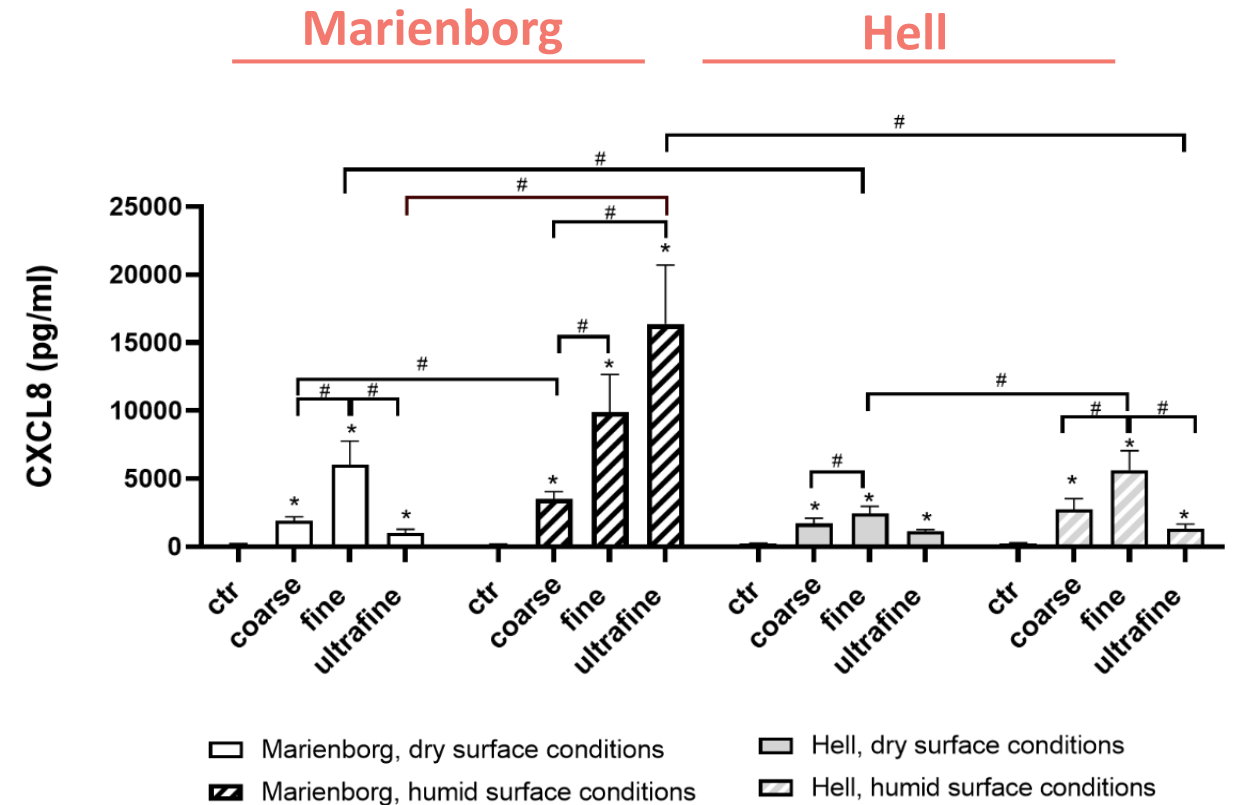 Marienborg
Hell
#
#
#
#
*
#
*
#
#
#
#
#
#
#
*
*
*
*
#
*
*
*
*
*
*
*
25000
20000
15000
10000
5000
0
CXCL8 (pg/ml)
ctr
coarse
fine
ultrafine
ctr
coarse
fine
ultrafine
ctr
coarse
fine
ultrafine
ctr
coarse
fine
ultrafine
Marienborg, dry surface conditions
Marienborg, humid surface conditions
Hell, dry surface conditions
Hell, humid surface conditions